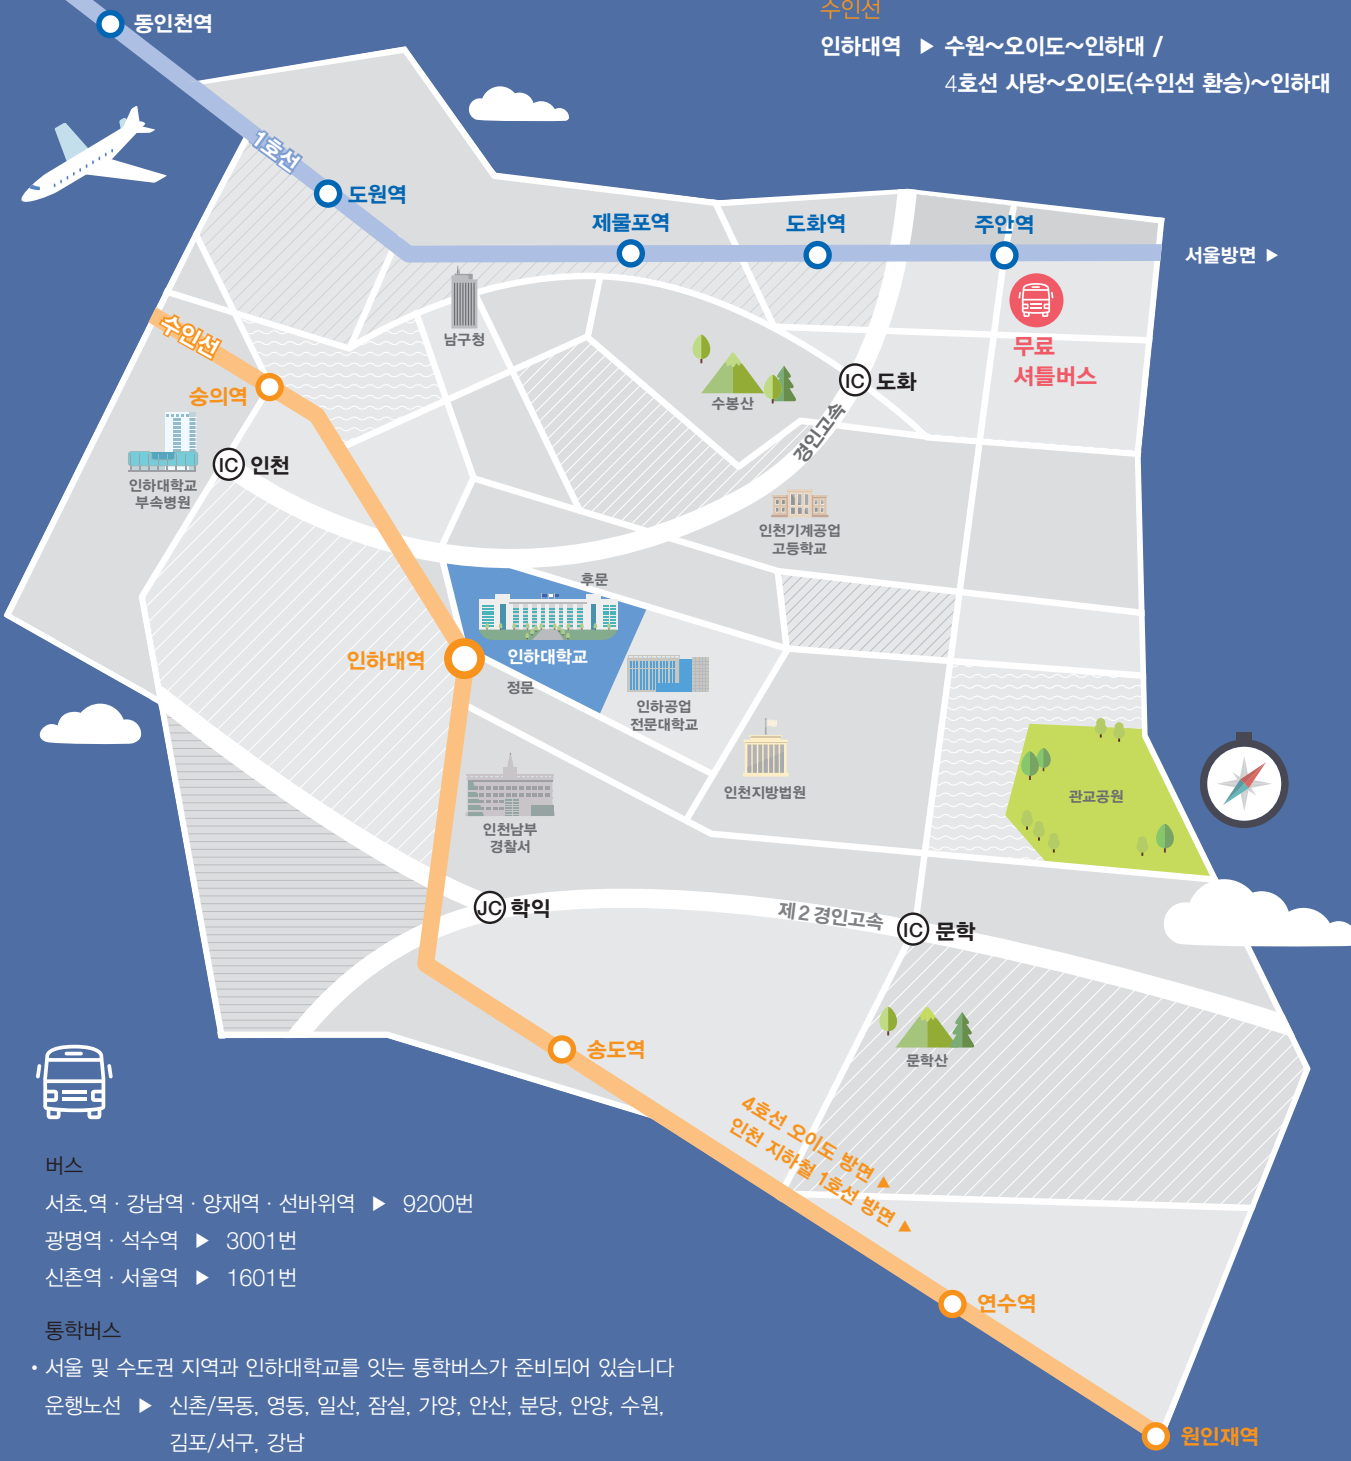 수인선
인하대역 ▶ 수원~오이도~인하대 /
4호선 사당~오이도(수인선 환승)~인하대
동인천역
1호선
도원역
제물포역
도화역
주안역
서울방면 ▶
무료
셔틀버스
남구청
수인선
숭의역
수봉산
IC 도화
경인고속
인하대학교
부속병원
IC 인천
인천기계공업
고등학교
후문
인하대학교
인하대역
정문
인하공업
전문대학교
인천지방법원
관교공원
인천남부
경찰서
JC 학익
제2경인고속
IC 문학
문학산
송도역
4호선 오이도 방면 ▲
인천 지하철 1호선 방면 ▲
연수역
원인재역
버스
서초.역 · 강남역 · 양재역 · 선바위역 ▶ 9200번
광명역 · 석수역 ▶ 3001번
신촌역 · 서울역 ▶ 1601번
통학버스
• 서울 및 수도권 지역과 인하대학교를 잇는 통학버스가 준비되어 있습니다
운행노선 ▶ 신촌/목동, 영동, 일산, 잠실, 가양, 안산, 분당, 안양, 수원,
김포/서구, 강남